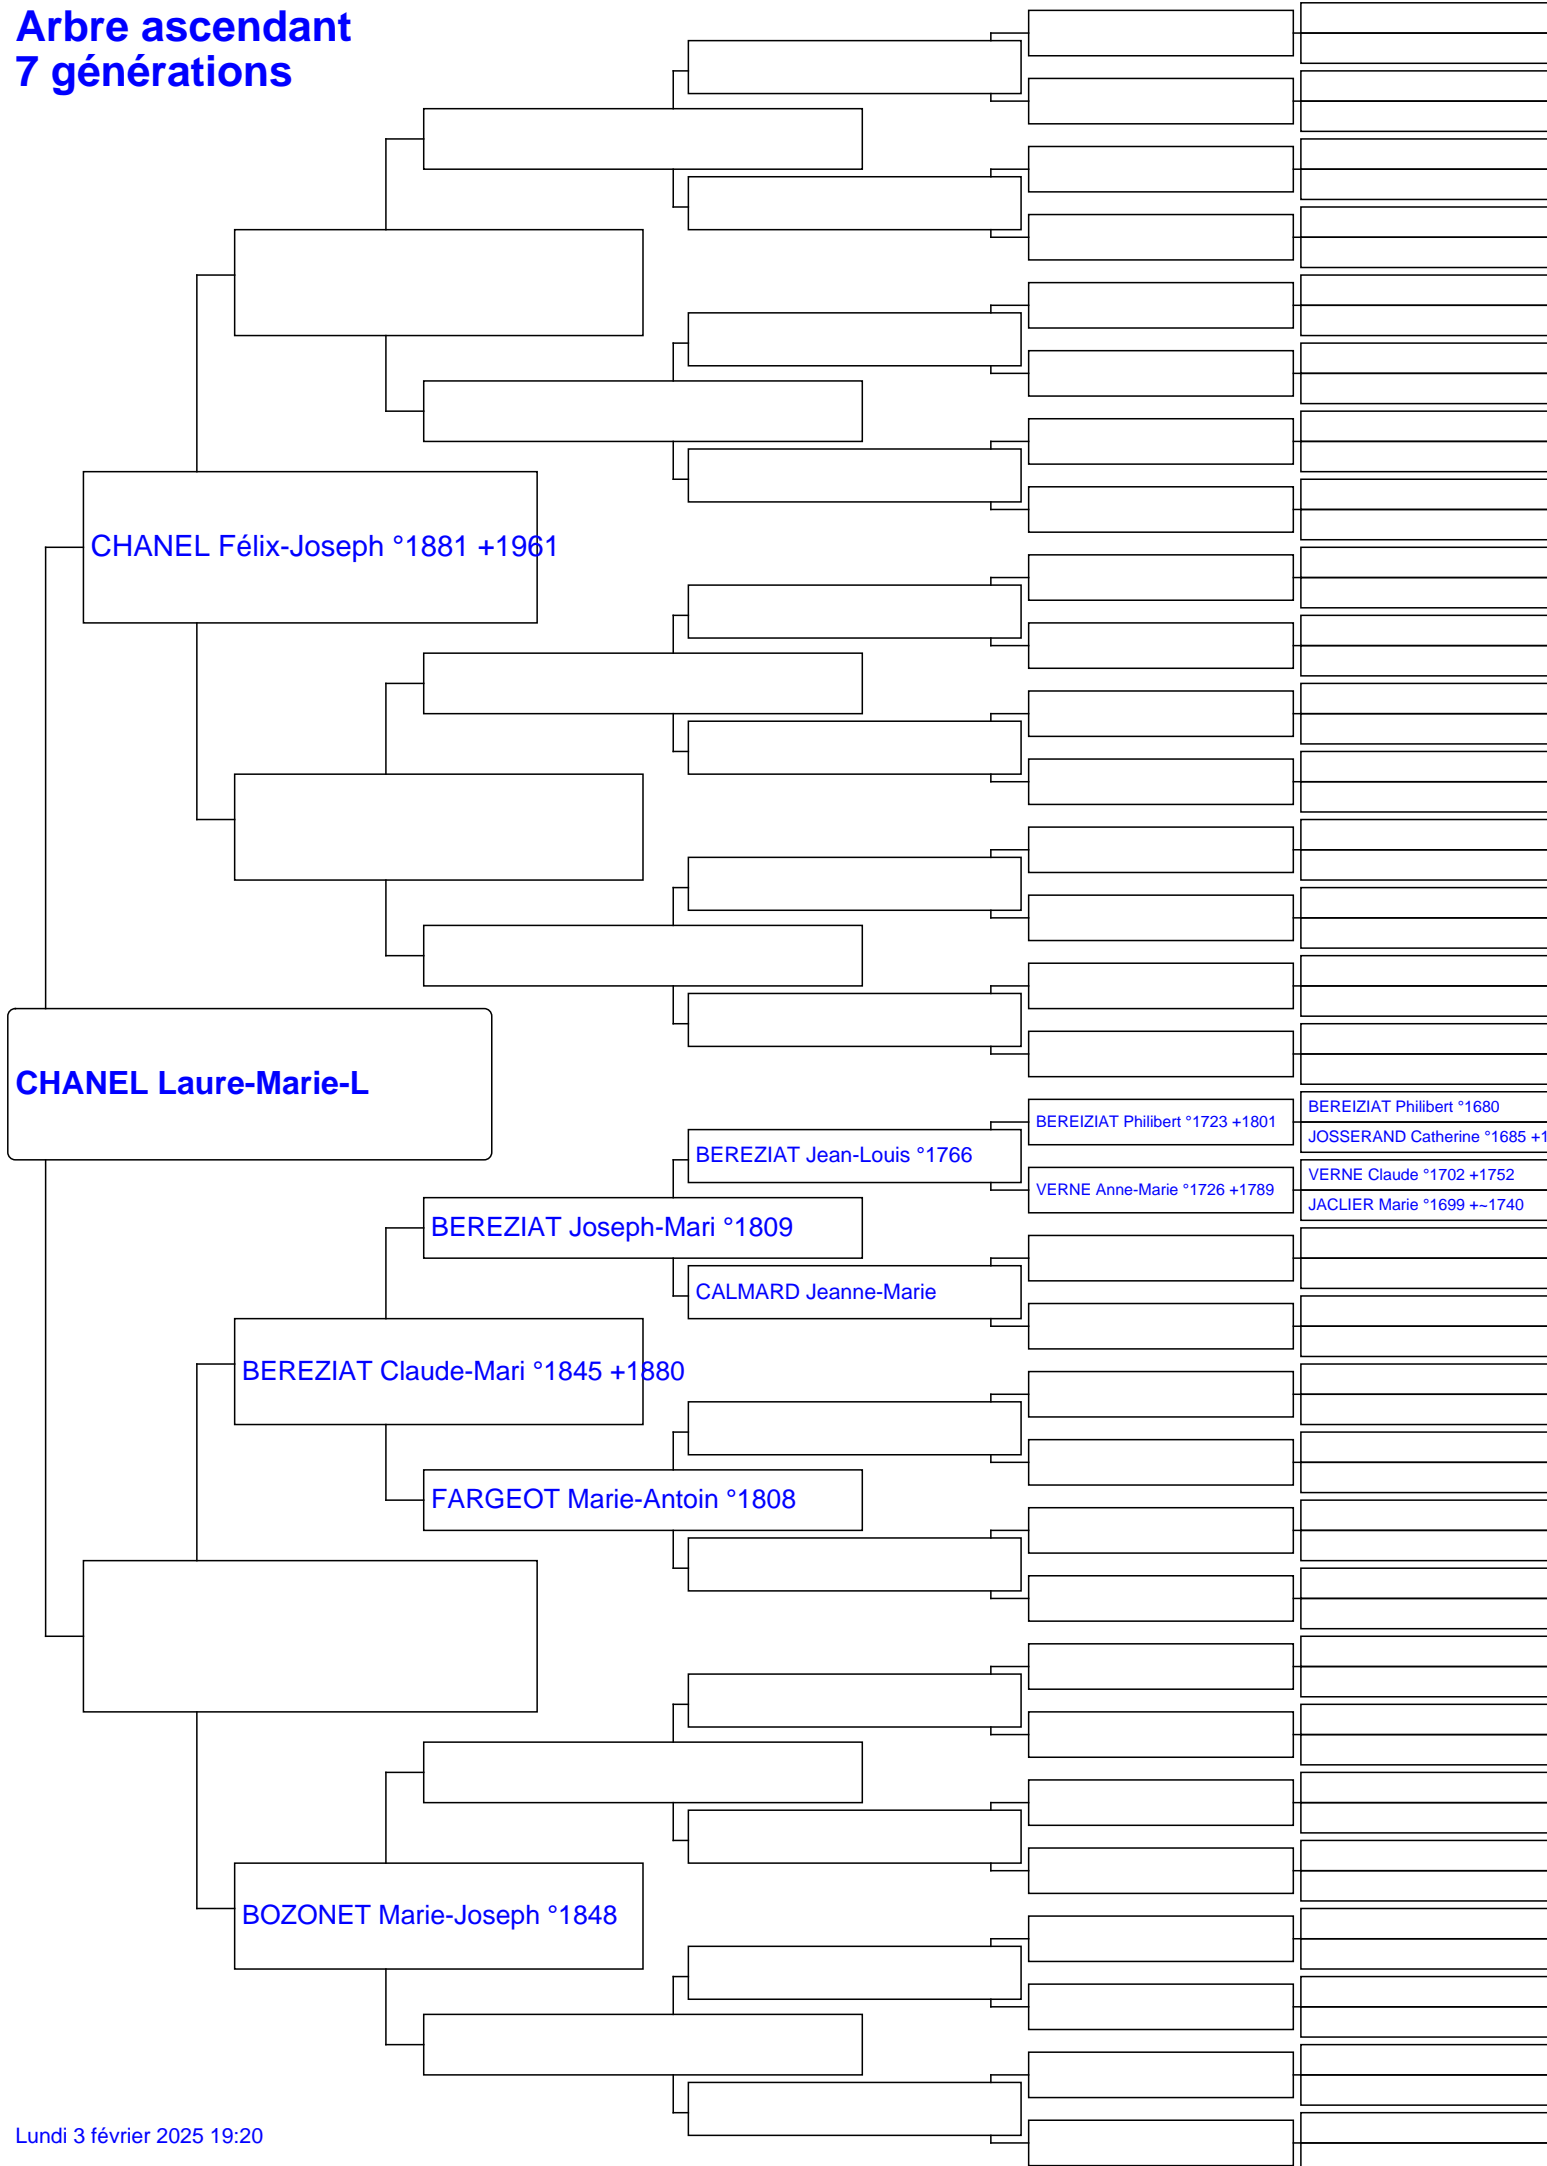 Arbre ascendant
7 générations
CHANEL Félix-Joseph °1881 +1961
CHANEL Laure-Marie-L
BEREIZIAT Philibert °1680
BEREIZIAT Philibert °1723 +1801
JOSSERAND Catherine °1685 +1
BEREZIAT Jean-Louis °1766
VERNE Claude °1702 +1752
VERNE Anne-Marie °1726 +1789
JACLIER Marie °1699 +~1740
BEREZIAT Joseph-Mari °1809
CALMARD Jeanne-Marie
BEREZIAT Claude-Mari °1845 +1880
FARGEOT Marie-Antoin °1808
BOZONET Marie-Joseph °1848
Lundi 3 février 2025 19:20